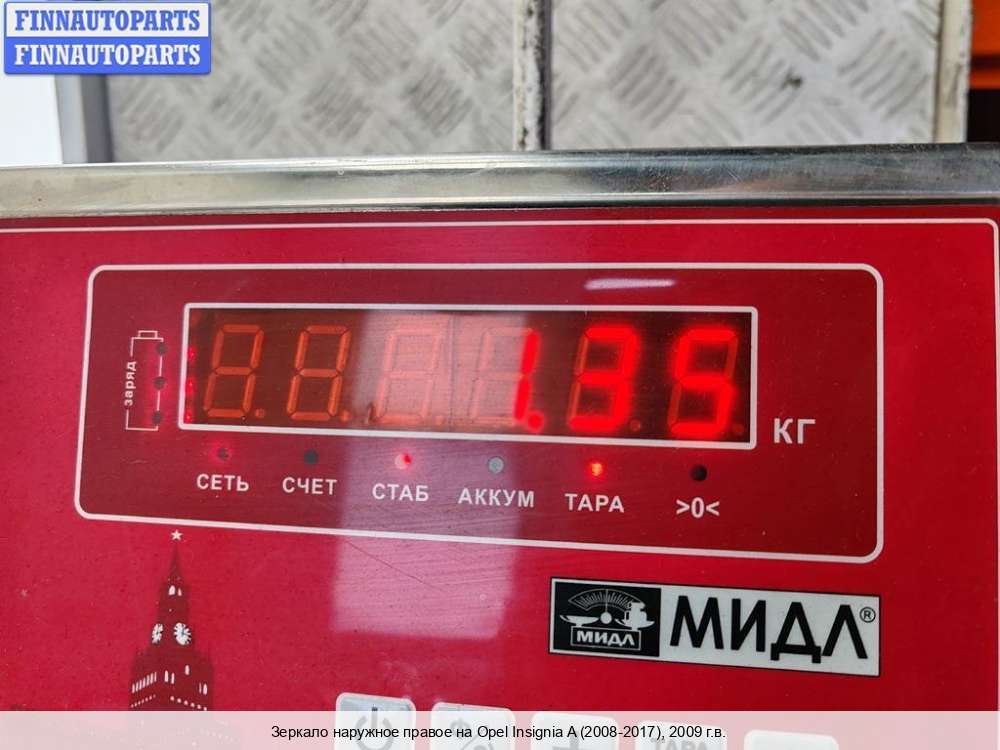 FINNAUTOPARTS
FINNAUTOPARTS
заряд
1.35
КГ
СЕТЬ СЧЕТ СТАБ АККУМ ТАРА >0<
МИДЛ МИДЛ®
ТАРА
Зеркало наружное правое на Opel Insignia A (2008-2017), 2009 г.в.